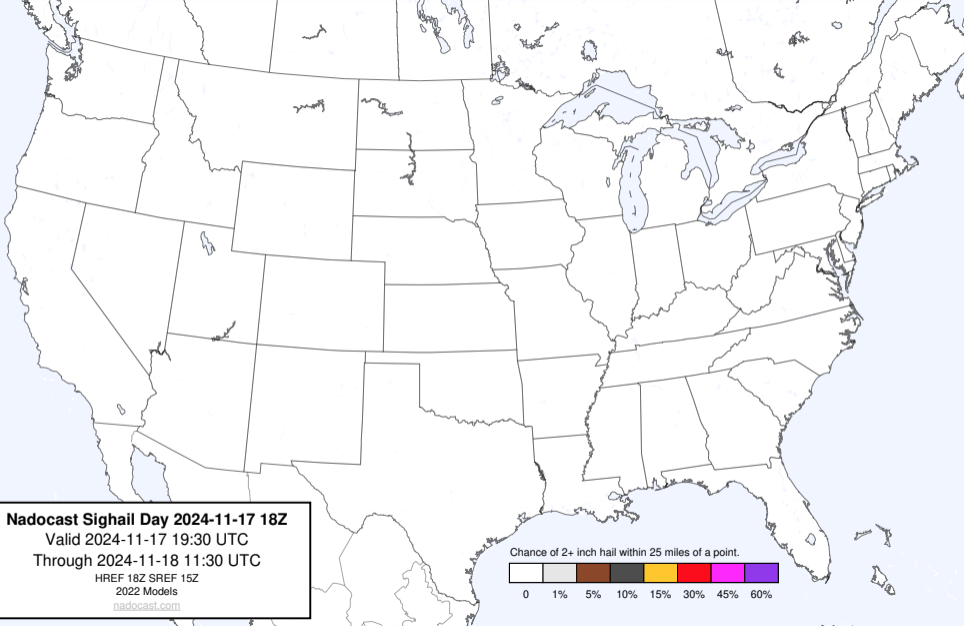 Nadocast Sighail Day 2024-11-17 18Z
Valid 2024-11-17 19:30 UTC
Through 2024-11-18 11:30 UTC
HREF 18Z SREF 15Z
2022 Models
nadocast.com
Chance of 2+ inch hail within 25 miles of a point.
0 1% 5% 10% 15% 30% 45% 60%